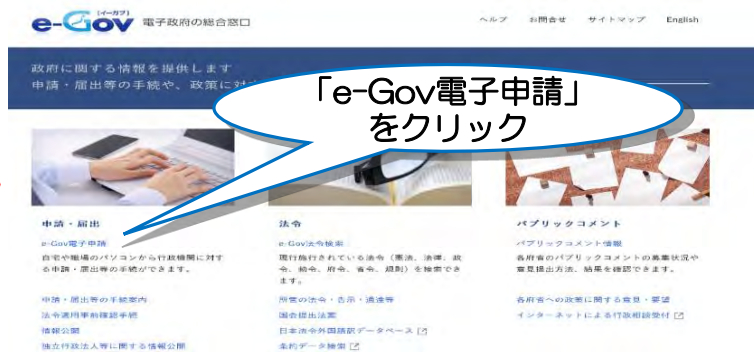 e-Gov [イーガブ] 電子政府の総合窓口
ヘルプ お問合せ サイトマップ English
政府に関する情報を提供します
申請・届出等の手続や、政策に対
「e-Gov電子申請」
をクリック
申請・届出
e-Gov電子申請
自宅や職場のパソコンから行政機関に対す
る申請・届出等の手続ができます。
申請・届出等の手続案内
法令適用事前確認手続
情報公開
独立行政法人等に関する情報公開
法令
e-Gov法令検索
現行施行されている法令（憲法、法律、政
令、勅令、府令、省令、規則）を検索でき
ます。
所管の法令・告示・通達等
国会提出法案
日本法令外国語訳データベース
条約データ検索
パブリックコメント
パブリックコメント情報
各府省のパブリックコメントの募集状況や
意見提出方法、結果を確認できます。
各府省への政策に関する意見・要望
インターネットによる行政相談受付